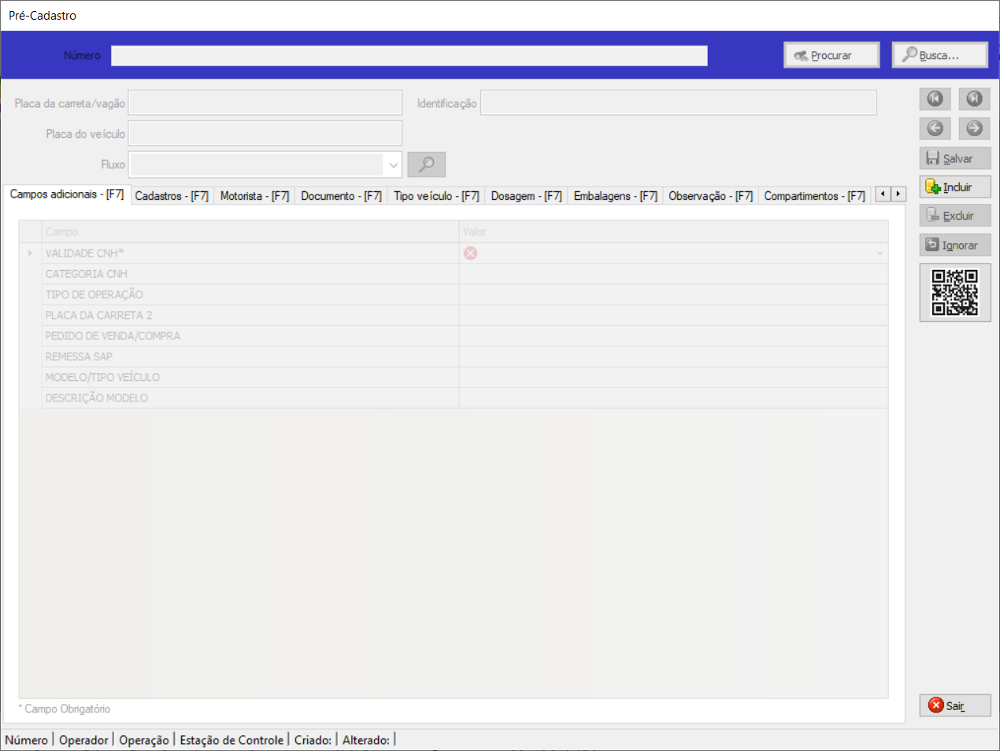 Pré-Cadastro
Número
Procurar
Busca...
Placa da carreta/vagão
Identificação
Placa do veículo
Fluxo
Campos adicionais - [F7]
Cadastros - [F7]
Motorista - [F7]
Documento - [F7]
Tipo veículo - [F7]
Dosagem - [F7]
Embalagens - [F7]
Observação - [F7]
Compartimentos - [F7]
Campo
Valor
VALIDADE CNH*
CATEGORIA CNH
TIPO DE OPERAÇÃO
PLACA DA CARRETA 2
PEDIDO DE VENDA/COMPRA
REMESSA SAP
MODELO/TIPO VEÍCULO
DESCRIÇÃO MODELO
* Campo Obrigatório
Salvar
Incluir
Excluir
Ignorar
Sair
Número | Operador | Operação | Estação de Controle | Criado: | Alterado: |